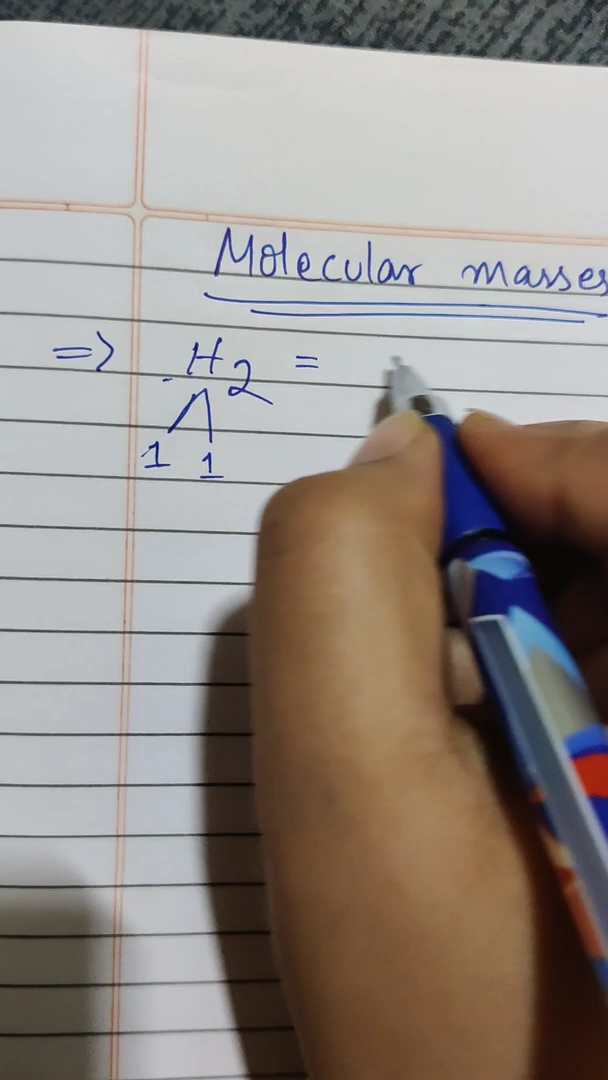 Molecular masses
=> H2 =
1 1